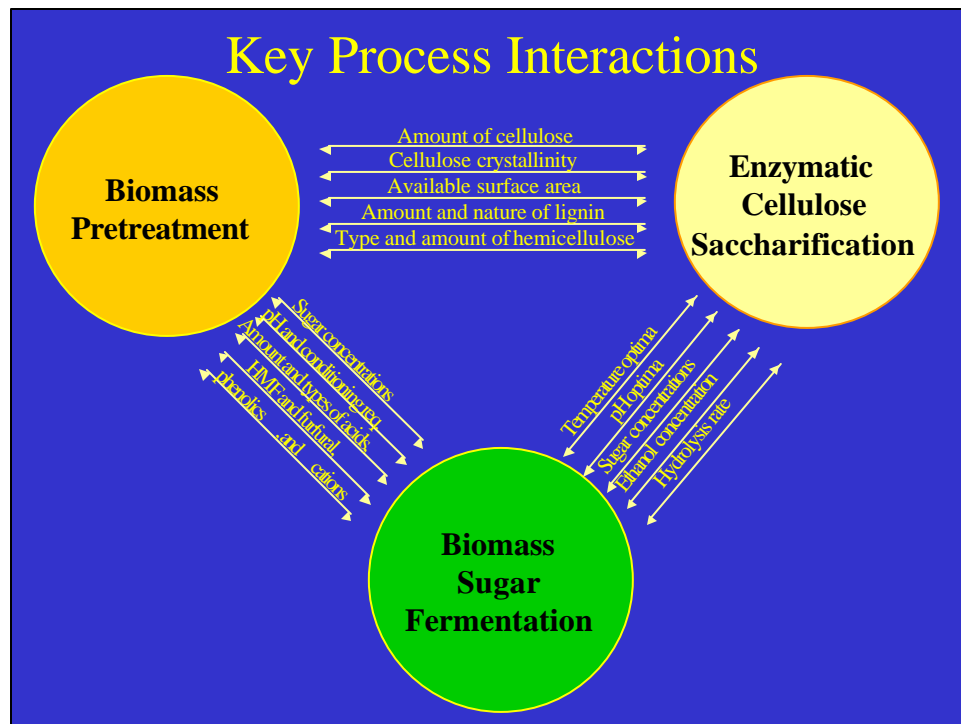 Key Process Interactions
Biomass
Pretreatment
Amount of cellulose
Cellulose crystallinity
Available surface area
Amount and nature of lignin
Type and amount of hemicellulose
Enzymatic
Cellulose
Saccharification
Sugar concentrations
pH and conditioning req.
Amount and types of acids,
HMF and furfural,
phenolics, and cations
Temperature optima
pH optima
Sugar concentrations
Ethanol concentration
Hydrolysis rate
Biomass
Sugar
Fermentation